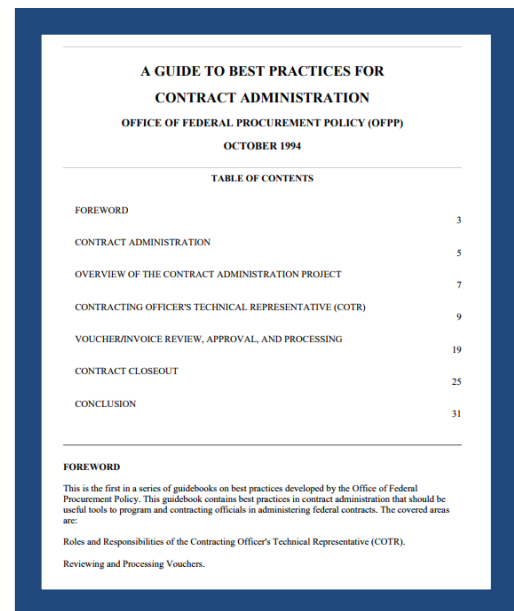 A GUIDE TO BEST PRACTICES FOR
CONTRACT ADMINISTRATION
OFFICE OF FEDERAL PROCUREMENT POLICY (OFPP)
OCTOBER 1994
TABLE OF CONTENTS
FOREWORD
3
CONTRACT ADMINISTRATION
5
OVERVIEW OF THE CONTRACT ADMINISTRATION PROJECT
7
CONTRACTING OFFICER'S TECHNICAL REPRESENTATIVE (COTR)
9
VOUCHER/INVOICE REVIEW, APPROVAL, AND PROCESSING
19
CONTRACT CLOSEOUT
25
CONCLUSION
31
FOREWORD
This is the first in a series of guidebooks on best practices developed by the Office of Federal
Procurement Policy. This guidebook contains best practices in contract administration that should be
useful tools to program and contracting officials in administering federal contracts. The covered areas
are:
Roles and Responsibilities of the Contracting Officer's Technical Representative (COTR).
Reviewing and Processing Vouchers.